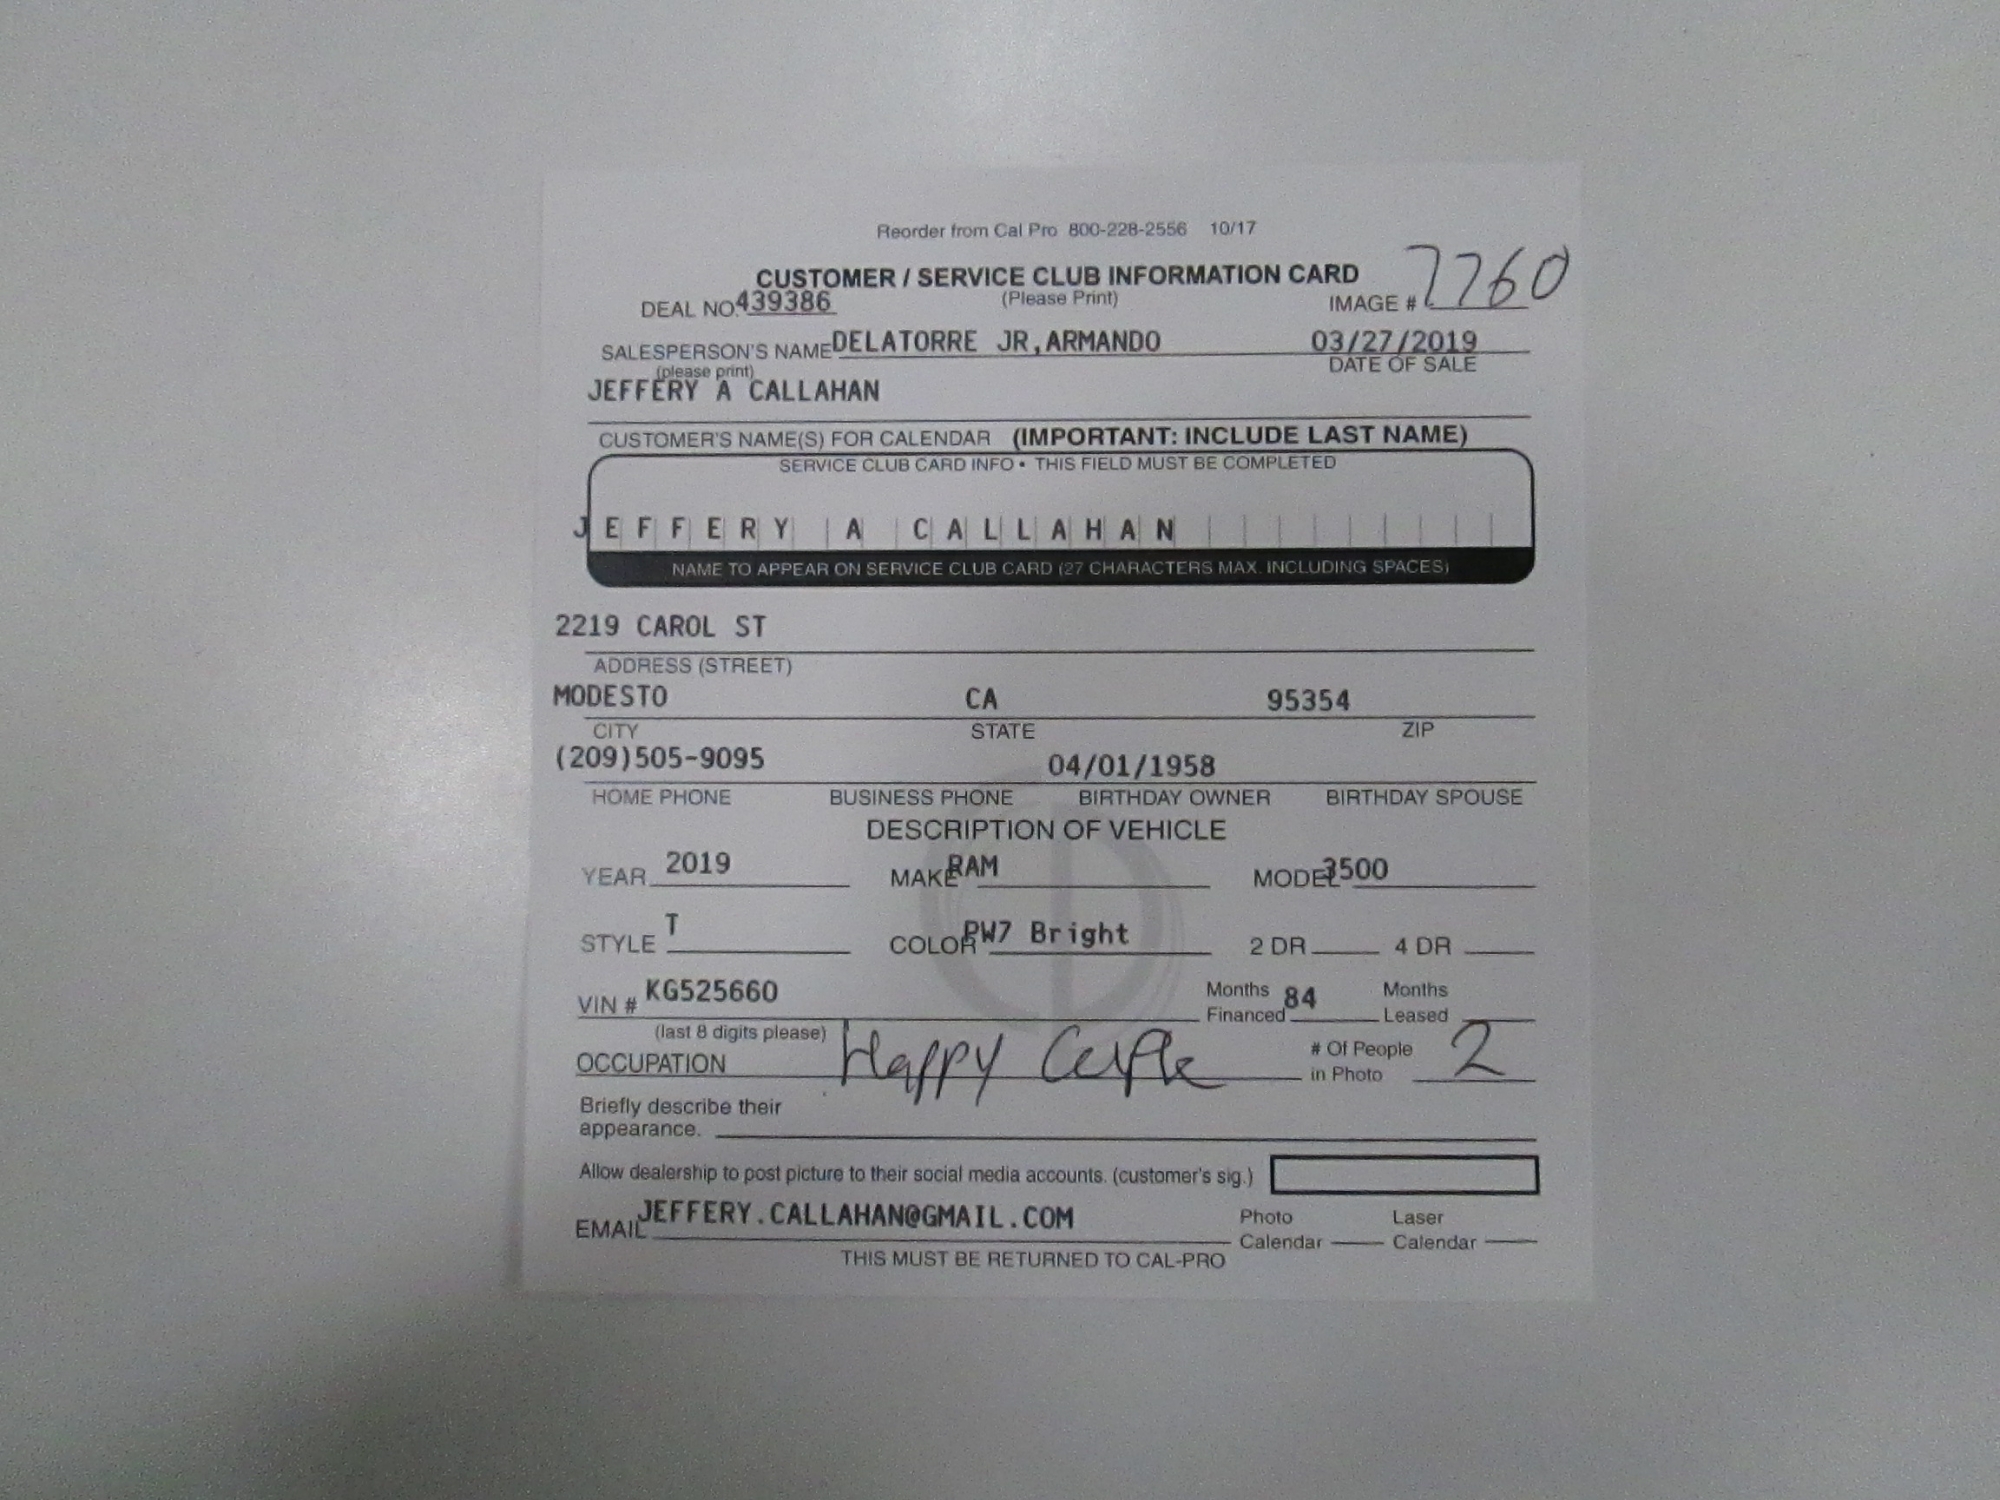 Reorder from Cal Pro 800-228-2556 10/17
CUSTOMER / SERVICE CLUB INFORMATION CARD
DEAL NO. 439386 (Please Print) IMAGE # 7760
SALESPERSON'S NAME DELATORRE JR,ARMANDO 03/27/2019
(please print) DATE OF SALE
JEFFERY A CALLAHAN
CUSTOMER'S NAME(S) FOR CALENDAR (IMPORTANT: INCLUDE LAST NAME)
SERVICE CLUB CARD INFO • THIS FIELD MUST BE COMPLETED
JEFFERY A CALLAHAN
NAME TO APPEAR ON SERVICE CLUB CARD (27 CHARACTERS MAX. INCLUDING SPACES)
2219 CAROL ST
ADDRESS (STREET)
MODESTO CA 95354
CITY STATE ZIP
(209)505-9095 04/01/1958
HOME PHONE BUSINESS PHONE BIRTHDAY OWNER BIRTHDAY SPOUSE
DESCRIPTION OF VEHICLE
YEAR 2019 MAKE RAM MODEL 3500
STYLE T COLOR PW7 Bright 2 DR 4 DR
VIN # KG525660 Months Financed 84 Months Leased
(last 8 digits please)
OCCUPATION Happy # Of People in Photo 2
Briefly describe their
appearance.
Allow dealership to post picture to their social media accounts. (customer's sig.)
EMAIL JEFFERY.CALLAHAN@GMAIL.COM Photo Calendar Laser Calendar
THIS MUST BE RETURNED TO CAL-PRO